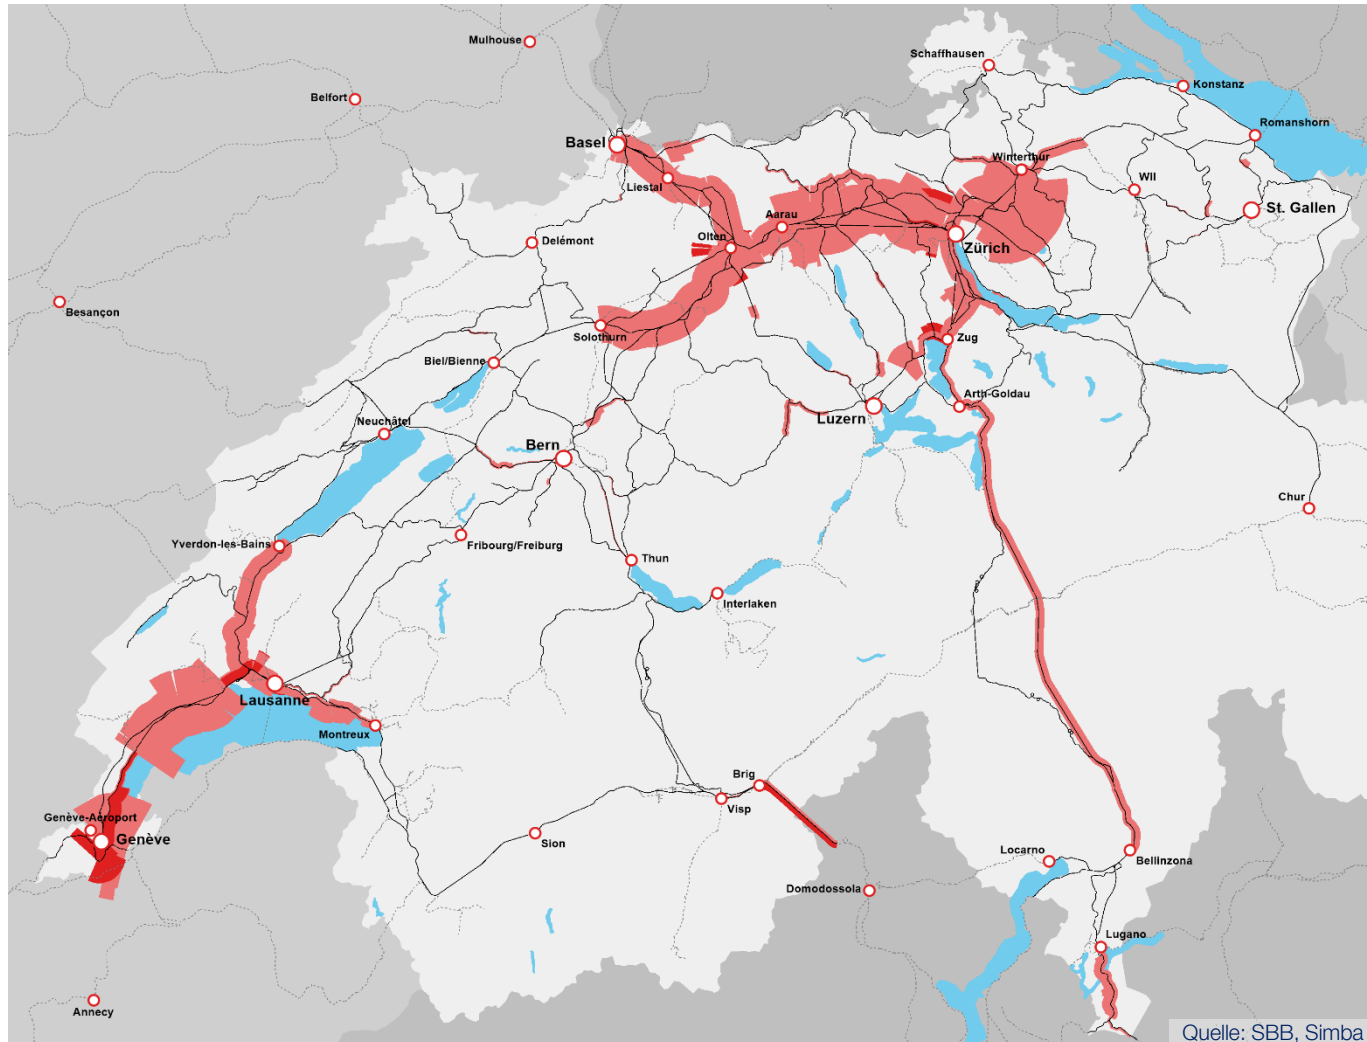 Mulhouse
Schaffhausen
Konstanz
Belfort
Romanshorn
Basel
Winterthur
Liestal
Wil
St. Gallen
Aarau
Olten
Delémont
Zürich
Besançon
Solothurn
Zug
Biel/Bienne
Arth-Goldau
Neuchâtel
Luzern
Bern
Chur
Yverdon-les-Bains
Fribourg/Freiburg
Thun
Interlaken
Lausanne
Montreux
Brig
Visp
Genève-Aéroport
Genève
Sion
Locarno
Bellinzona
Domodossola
Lugano
Annecy
Quelle: SBB, Simba